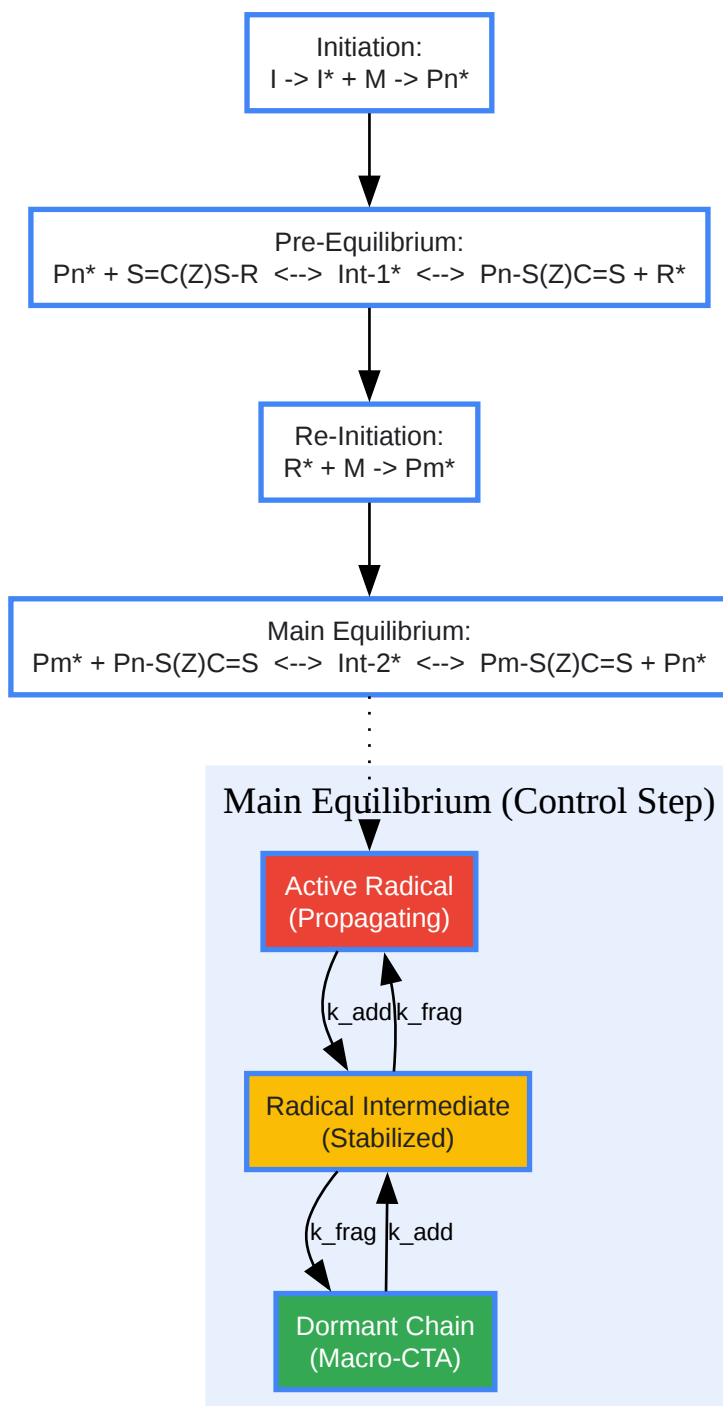 Initiation:
I -> I* + M -> Pn*
Pre-Equilibrium:
Pn* + S=C(Z)S-R <--> Int-1* <--> Pn-S(Z)C=S + R*
Re-Initiation:
R* + M -> Pm*
Main Equilibrium:
Pm* + Pn-S(Z)C=S <--> Int-2* <--> Pm-S(Z)C=S + Pn*
Main Equilibrium (Control Step)
Active Radical
(Propagating)
k_add k_frag
Radical Intermediate
(Stabilized)
k_frag k_add
Dormant Chain
(Macro-CTA)